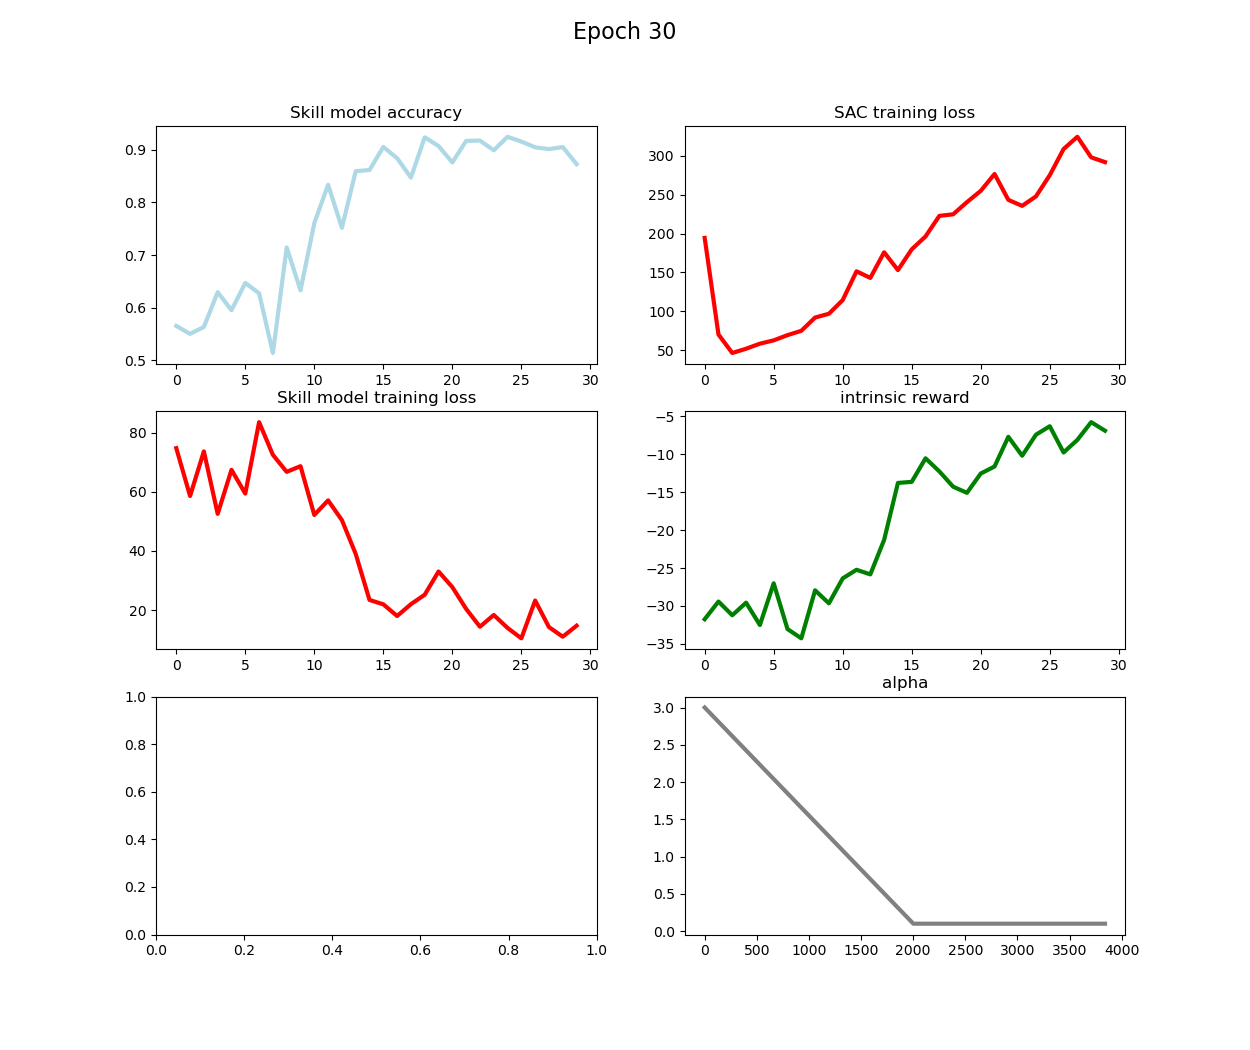 Epoch 30
Skill model accuracy
0.9
0.8
0.7
0.6
0.5
0 5 10 15 20 25 30
SAC training loss
300
250
200
150
100
50
0 5 10 15 20 25 30
Skill model training loss
80
60
40
20
0 5 10 15 20 25 30
intrinsic reward
−5
−10
−15
−20
−25
−30
−35
0 5 10 15 20 25 30
1.0
0.8
0.6
0.4
0.2
0.0
0.0 0.2 0.4 0.6 0.8 1.0
alpha
3.0
2.5
2.0
1.5
1.0
0.5
0.0
0 500 1000 1500 2000 2500 3000 3500 4000